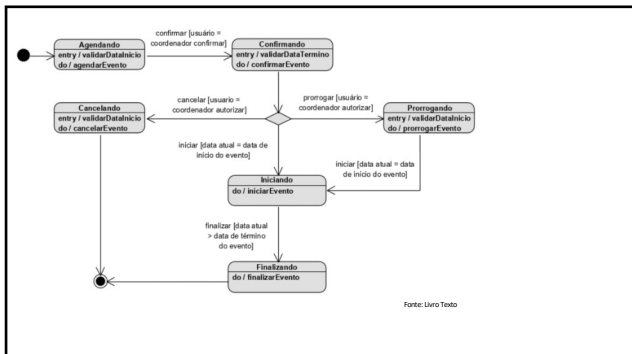 confirmar [usuário =
coordenador confirmar]
Agendando
entry / validarDataInicio
do / agendarEvento
Confirmando
entry / validarDataTermino
do / confirmarEvento
cancelar [usuario =
coordenador autorizar]
prorrogar [usuário =
coordenador autorizar]
Cancelando
entry / validarDataInicio
do / cancelarEvento
Prorrogando
entry / validarDataInicio
do / prorrogarEvento
iniciar [data atual = data de
início do evento]
iniciar [data atual = data
de início do evento]
Iniciando
do / iniciarEvento
finalizar [data atual
> data de término
do evento]
Finalizando
do / finalizarEvento
Fonte: Livro Texto